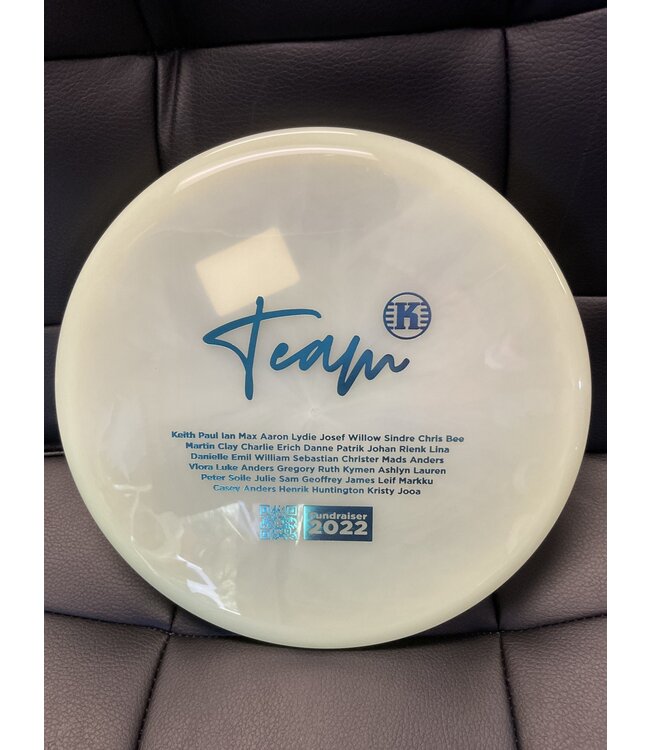 Team K
Keith Paul Ian Max Aaron Lydie Josef Willow Sindre Chris Bee
Martin Clay Charlie Erich Danne Patrik Johan Rienk Lina
Danielle Emil William Sebastian Christer Mads Anders
Vlora Luke Anders Gregory Ruth Kymen Ashlyn Lauren
Peter Soile Julie Sam Geoffrey James Leif Markku
Casey Anders Henrik Huntington Kristy Jooa
Fundraiser
2022